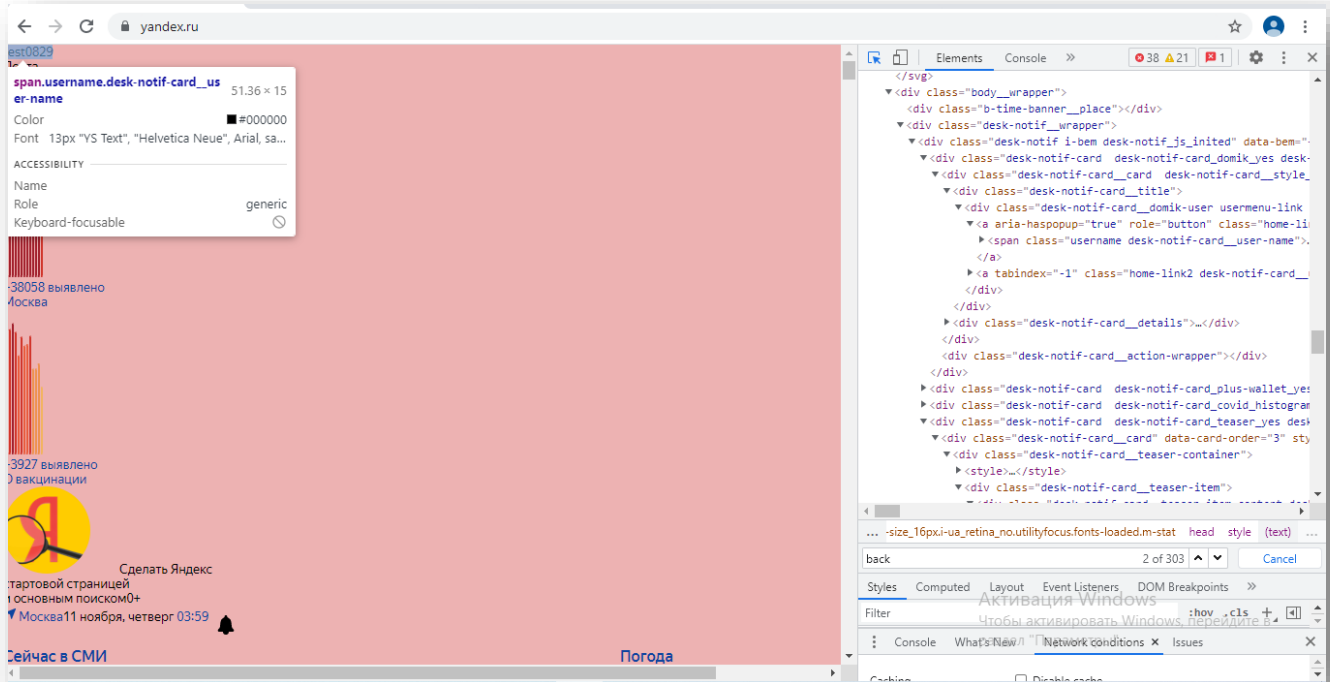 yandex.ru
est0829
span.username.desk-notif-card__us
er-name
51.36 × 15
Color
#000000
Font 13px "YS Text", "Helvetica Neue", Arial, sa...
ACCESSIBILITY
Name
Role generic
Keyboard-focusable
-38058 выявлено
Москва
-3927 выявлено
0 вакцинации
Я
Сделать Яндекс
тартовой страницей
и основным поиском0+
Москва11 ноября, четверг 03:59
Сейчас в СМИ
Погода
Elements Console » 38 21 1
</svg>
<div class="body__wrapper">
<div class="b-time-banner__place"></div>
<div class="desk-notif__wrapper">
<div class="desk-notif i-bem desk-notif_js_inited" data-bem="
<div class="desk-notif-card desk-notif-card_domik_yes desk-
<div class="desk-notif-card__card desk-notif-card__style_
<div class="desk-notif-card__title">
<div class="desk-notif-card__domik-user usermenu-link
<a aria-haspopup="true" role="button" class="home-li
<span class="username desk-notif-card__user-name">…
</a>
<a tabindex="-1" class="home-link2 desk-notif-card__
</div>
</div>
<div class="desk-notif-card__details">…</div>
</div>
<div class="desk-notif-card__action-wrapper"></div>
</div>
<div class="desk-notif-card desk-notif-card_plus-wallet_yes
<div class="desk-notif-card desk-notif-card_covid_histogram
<div class="desk-notif-card desk-notif-card_teaser_yes desk
<div class="desk-notif-card__card" data-card-order="3" sty
<div class="desk-notif-card__teaser-container">
<style>…</style>
<div class="desk-notif-card__teaser-item">
... -size_16px.i-ua_retina_no.utilityfocus.fonts-loaded.m-stat head style (text) ...
back 2 of 303 Cancel
Styles Computed Layout Event Listeners DOM Breakpoints »
Filter :hov .cls +
Активация Windows
Чтобы активировать Windows, перейдите в
раздел "Параметры".
Console What's New Network conditions × Issues
Caching Disable cache